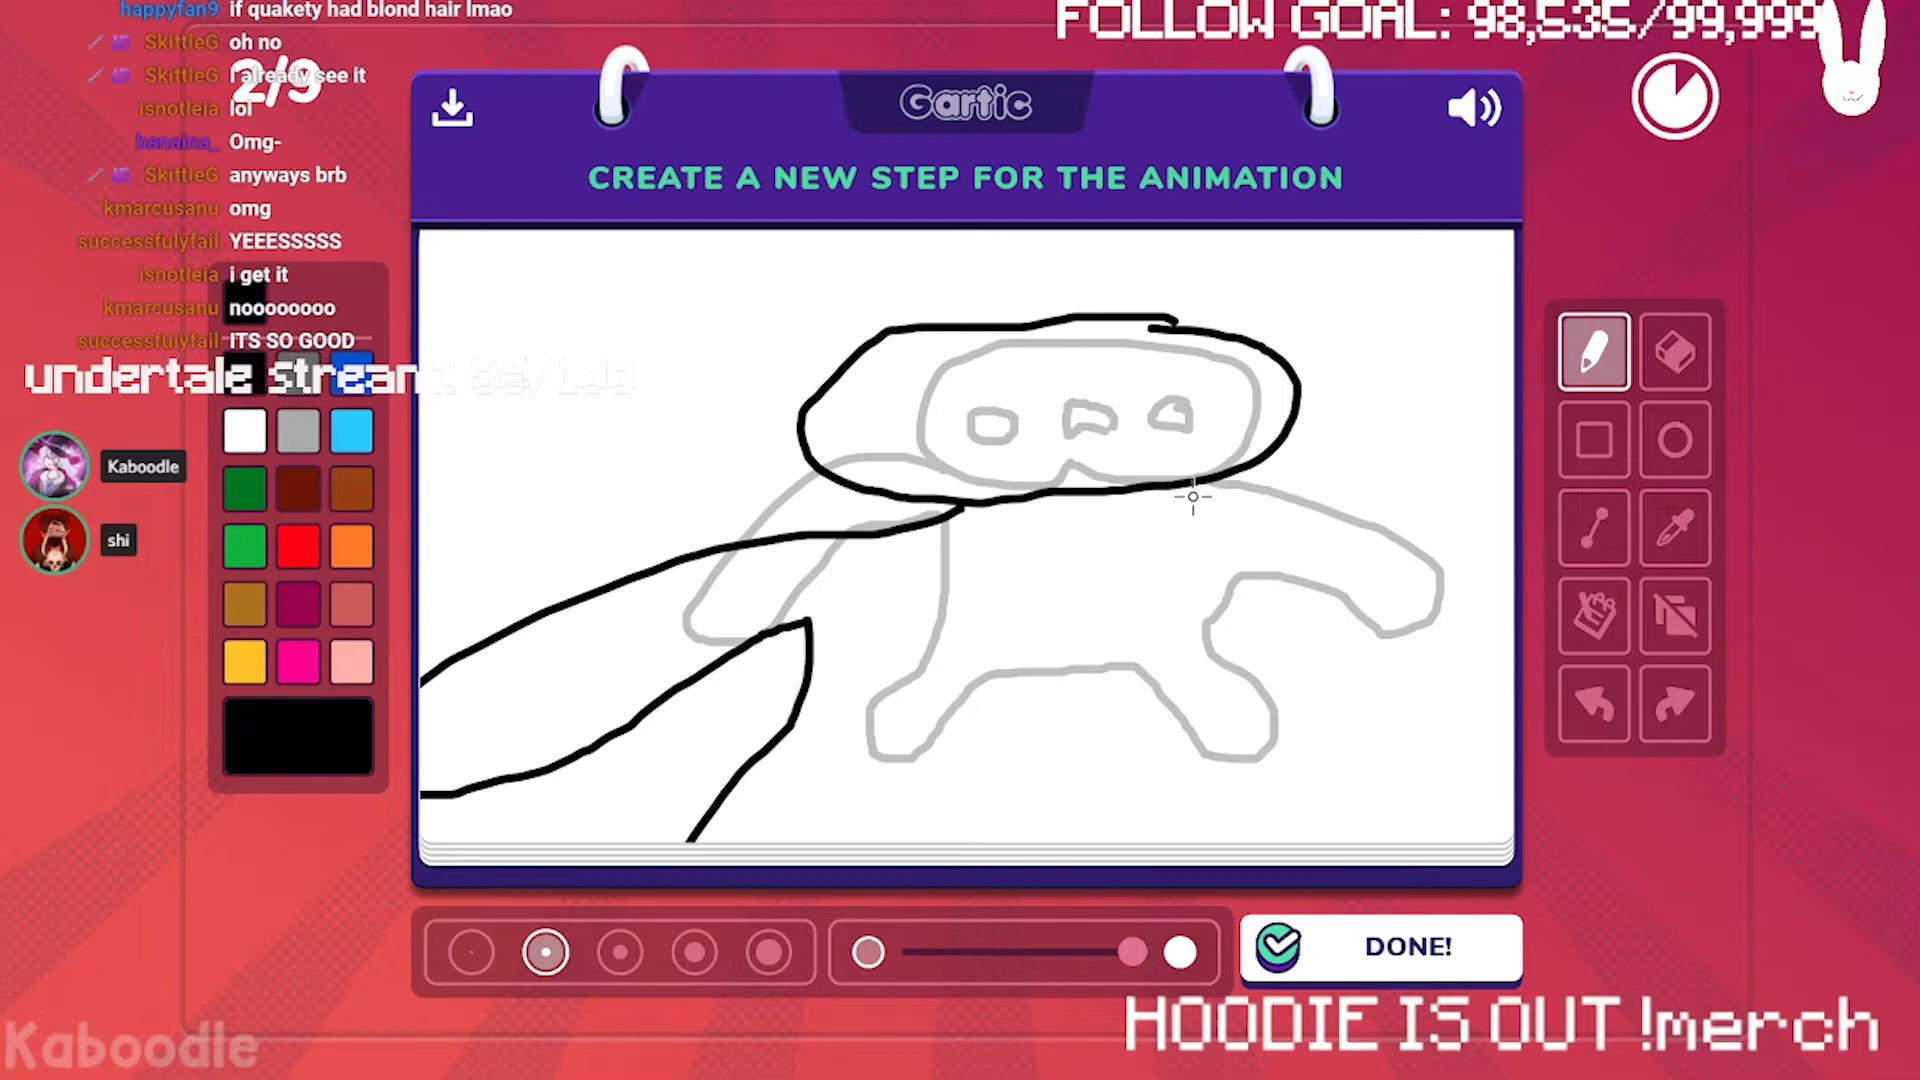 happyfan9 if quakety had blond hair lmao
FOLLOW GOAL: 98,535/99,999
SkittleG oh no
SkittleG I already see it
2/9
isnotleia lol
Gartic
banaina_ Omg-
SkittleG anyways brb
CREATE A NEW STEP FOR THE ANIMATION
kmarcusanu omg
successfulyfail YEEESSSSS
isnotleia i get it
kmarcusanu noooooooo
successfulyfail ITS SO GOOD
undertale stream
Kaboodle
shi
DONE!
HOODIE IS OUT !merch
Kaboodle